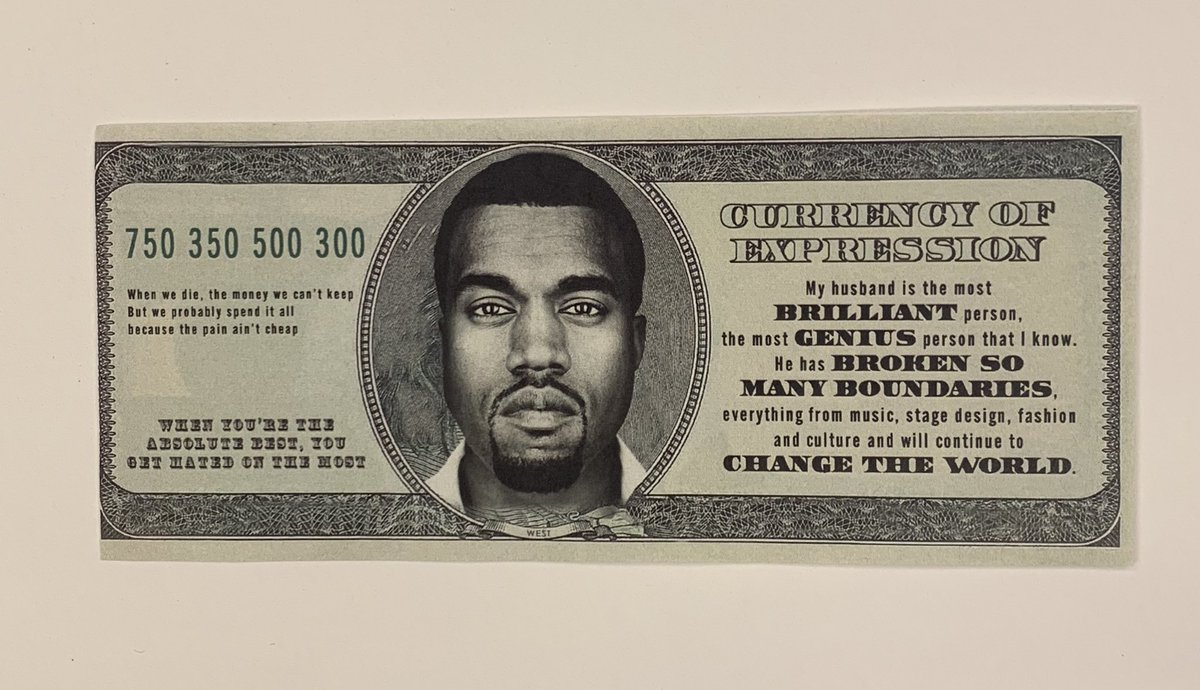 750 350 500 300
When we die, the money we can't keep
But we probably spend it all
because the pain ain't cheap
WHEN YOU'RE THE
ABSOLUTE BEST, YOU
GET HATED ON THE MOST
WEST
CURRENCY OF
EXPRESSION
My husband is the most
BRILLIANT person,
the most GENIUS person that I know.
He has BROKEN SO
MANY BOUNDARIES,
everything from music, stage design, fashion
and culture and will continue to
CHANGE THE WORLD.